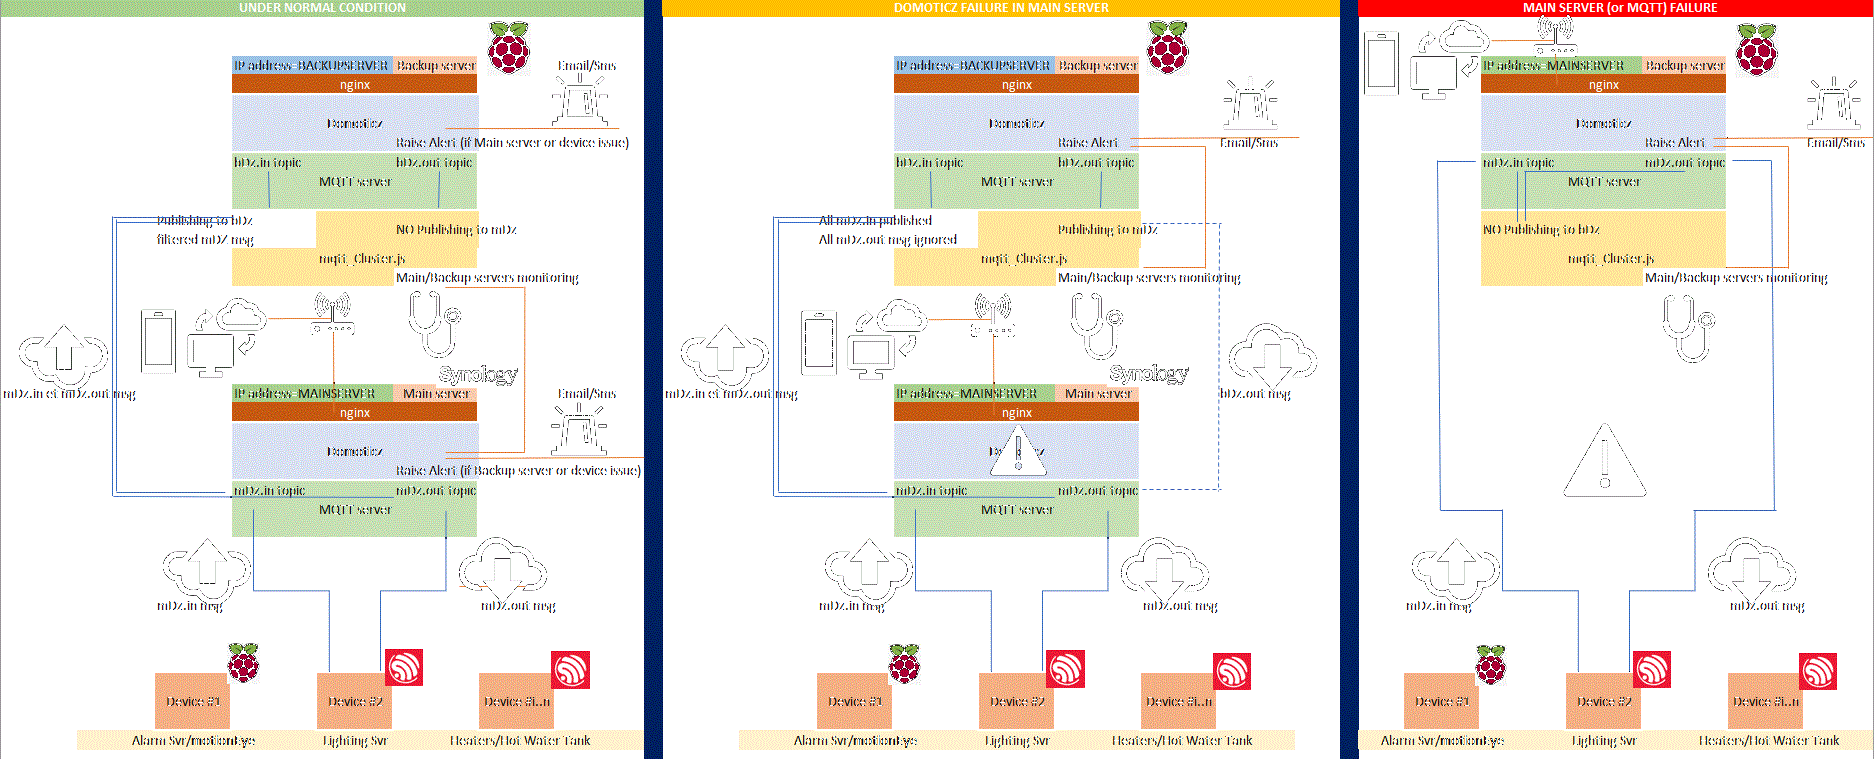 UNDER NORMAL CONDITION
IP address=BACKUPSERVER Backup server
Email/Sms
nginx
Domoticz
Raise Alert (if Main server or device issue)
bDz.in topic bDz.out topic
MQTT server
Publishing to bDz
filtered mDZ msg
NO Publishing to mDz
mqtt_Cluster.js
Main/Backup servers monitoring
Synology
mDz.in et mDz.out msg
IP address=MAINSERVER Main server
Email/Sms
nginx
Domoticz
Raise Alert (if Backup server or device issue)
mDz.in topic mDz.out topic
MQTT server
mDz.in msg
mDz.out msg
Device #1 Device #2 Device #i..n
Alarm Svr/motionEye Lighting Svr Heaters/Hot Water Tank
DOMOTICZ FAILURE IN MAIN SERVER
IP address=BACKUPSERVER Backup server
nginx
Domoticz
Raise Alert
Email/Sms
bDz.in topic bDz.out topic
MQTT server
All mDz.in published
All mDz.out msg ignored
Publishing to mDz
mqtt_Cluster.js
Main/Backup servers monitoring
Synology
mDz.in et mDz.out msg
bDz.out msg
IP address=MAINSERVER Main server
nginx
mDz.in topic mDz.out topic
MQTT server
mDz.in msg
mDz.out msg
Device #1 Device #2 Device #i..n
Alarm Svr/motionEye Lighting Svr Heaters/Hot Water Tank
MAIN SERVER (or MQTT) FAILURE
IP address=MAINSERVER Backup server
nginx
Domoticz
Raise Alert
Email/Sms
mDz.in topic mDz.out topic
MQTT server
NO Publishing to bDz
mqtt_Cluster.js
Main/Backup servers monitoring
mDz.in msg
mDz.out msg
Device #1 Device #2 Device #i..n
Alarm Svr/motionEye Lighting Svr Heaters/Hot Water Tank